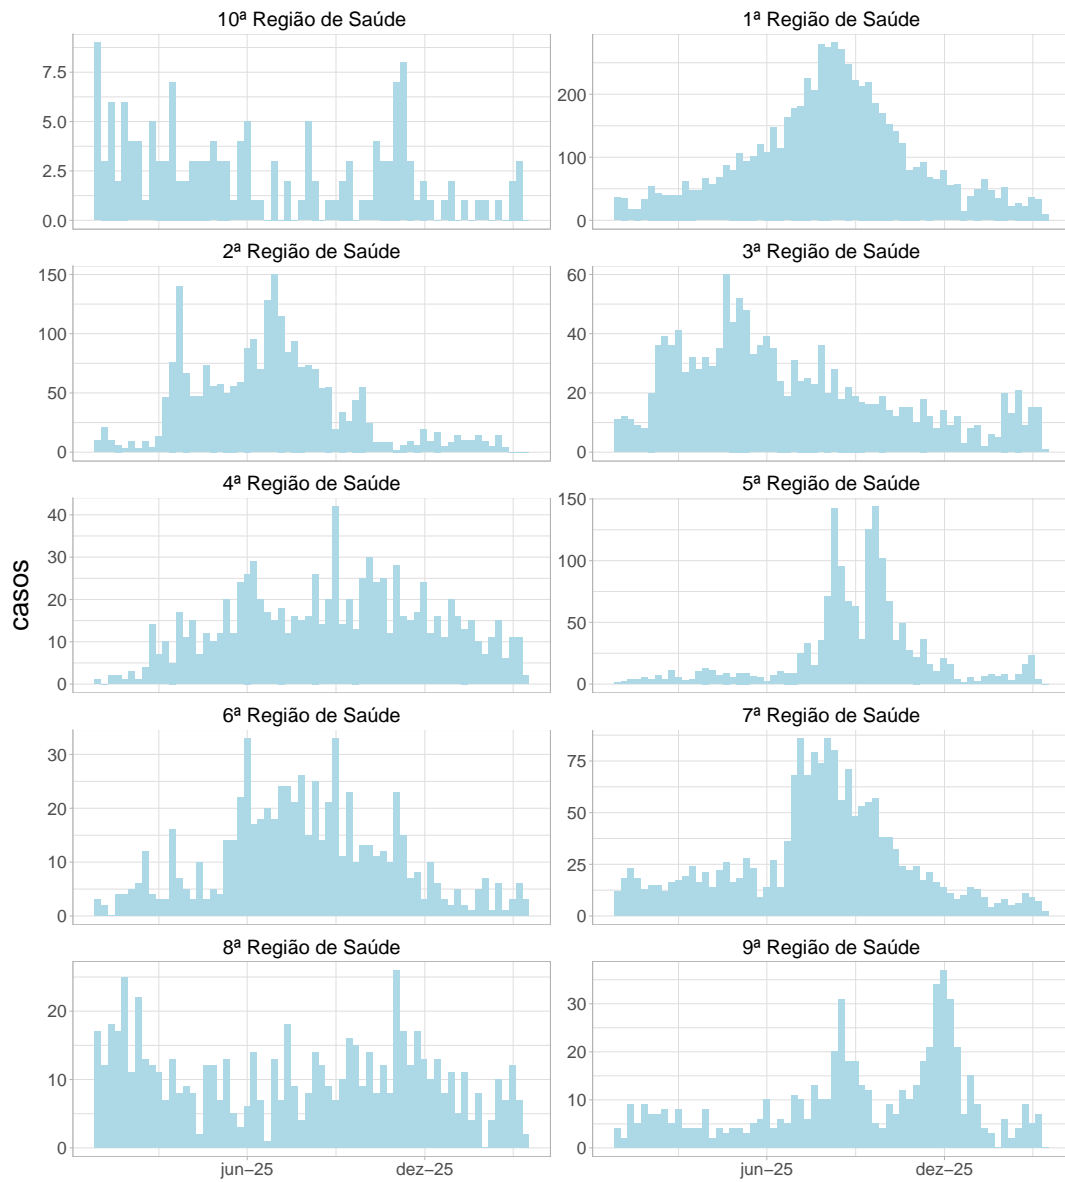 10ª Região de Saúde
7.5
5.0
2.5
0.0
1ª Região de Saúde
200
100
0
2ª Região de Saúde
150
100
50
0
3ª Região de Saúde
60
40
20
0
casos
4ª Região de Saúde
40
30
20
10
0
5ª Região de Saúde
150
100
50
0
6ª Região de Saúde
30
20
10
0
7ª Região de Saúde
75
50
25
0
8ª Região de Saúde
20
10
0
jun–25
dez–25
9ª Região de Saúde
30
20
10
0
jun–25
dez–25